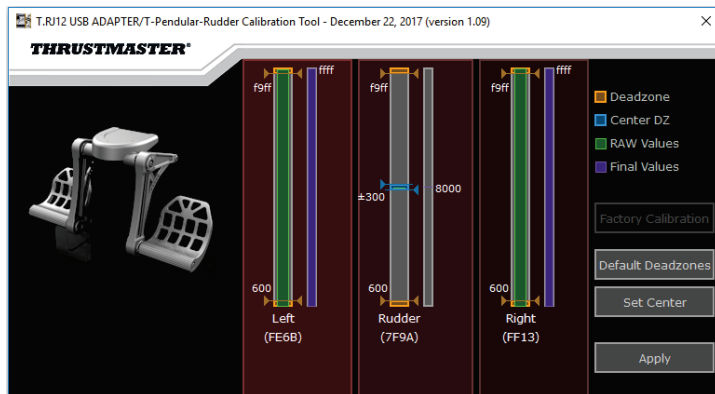 T.RJ12 USB ADAPTER/T-Pendular-Rudder Calibration Tool - December 22, 2017 (version 1.09)
THRUSTMASTER®
ffff
f9ff
f9ff
ffff
f9ff
Deadzone
Center DZ
RAW Values
Final Values
±300
8000
Factory Calibration
Default Deadzones
Set Center
Apply
600
600
600
Left
(FE6B)
Rudder
(7F9A)
Right
(FF13)